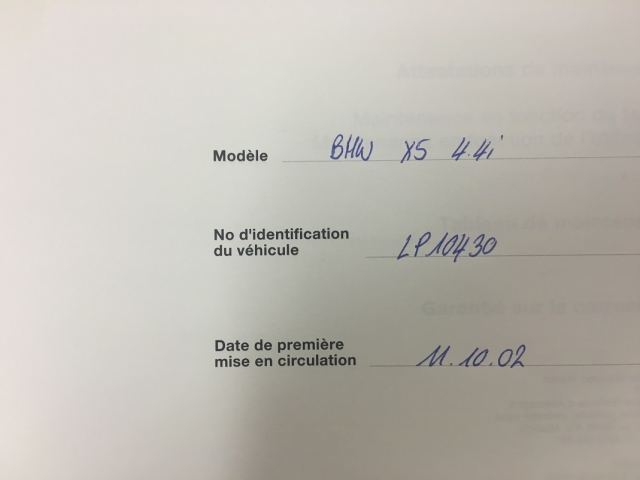 Modèle BMW X5 4.4i
No d'identification
du véhicule LP10430
Date de première
mise en circulation 11.10.02